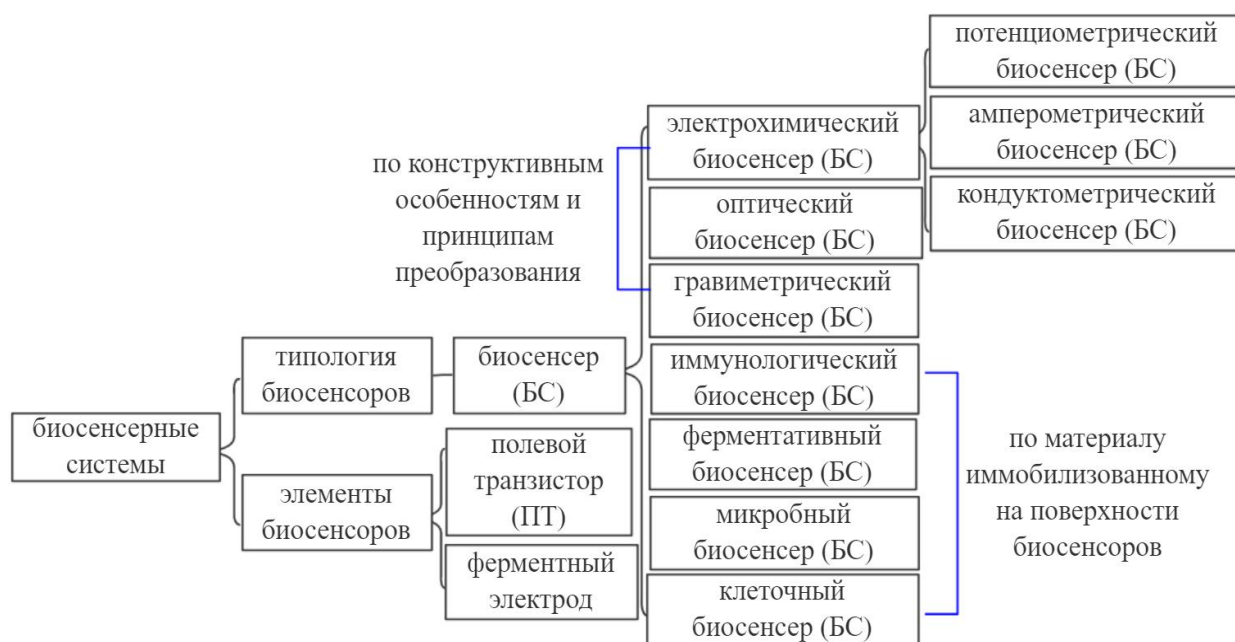 потенциометрический
биосенсер (БС)
электрохимический
биосенсер (БС)
амперометрический
биосенсер (БС)
по конструктивным
особенностям и
принципам
преобразования
оптический
биосенсер (БС)
кондуктометрический
биосенсер (БС)
гравиметрический
биосенсер (БС)
типология
биосенсоров
биосенсер
(БС)
иммунологический
биосенсер (БС)
биосенсерные
системы
полевой
транзистор
(ПТ)
ферментативный
биосенсер (БС)
по материалу
иммобилизованному
на поверхности
биосенсоров
элементы
биосенсоров
микробный
биосенсер (БС)
ферментный
электрод
клеточный
биосенсер (БС)